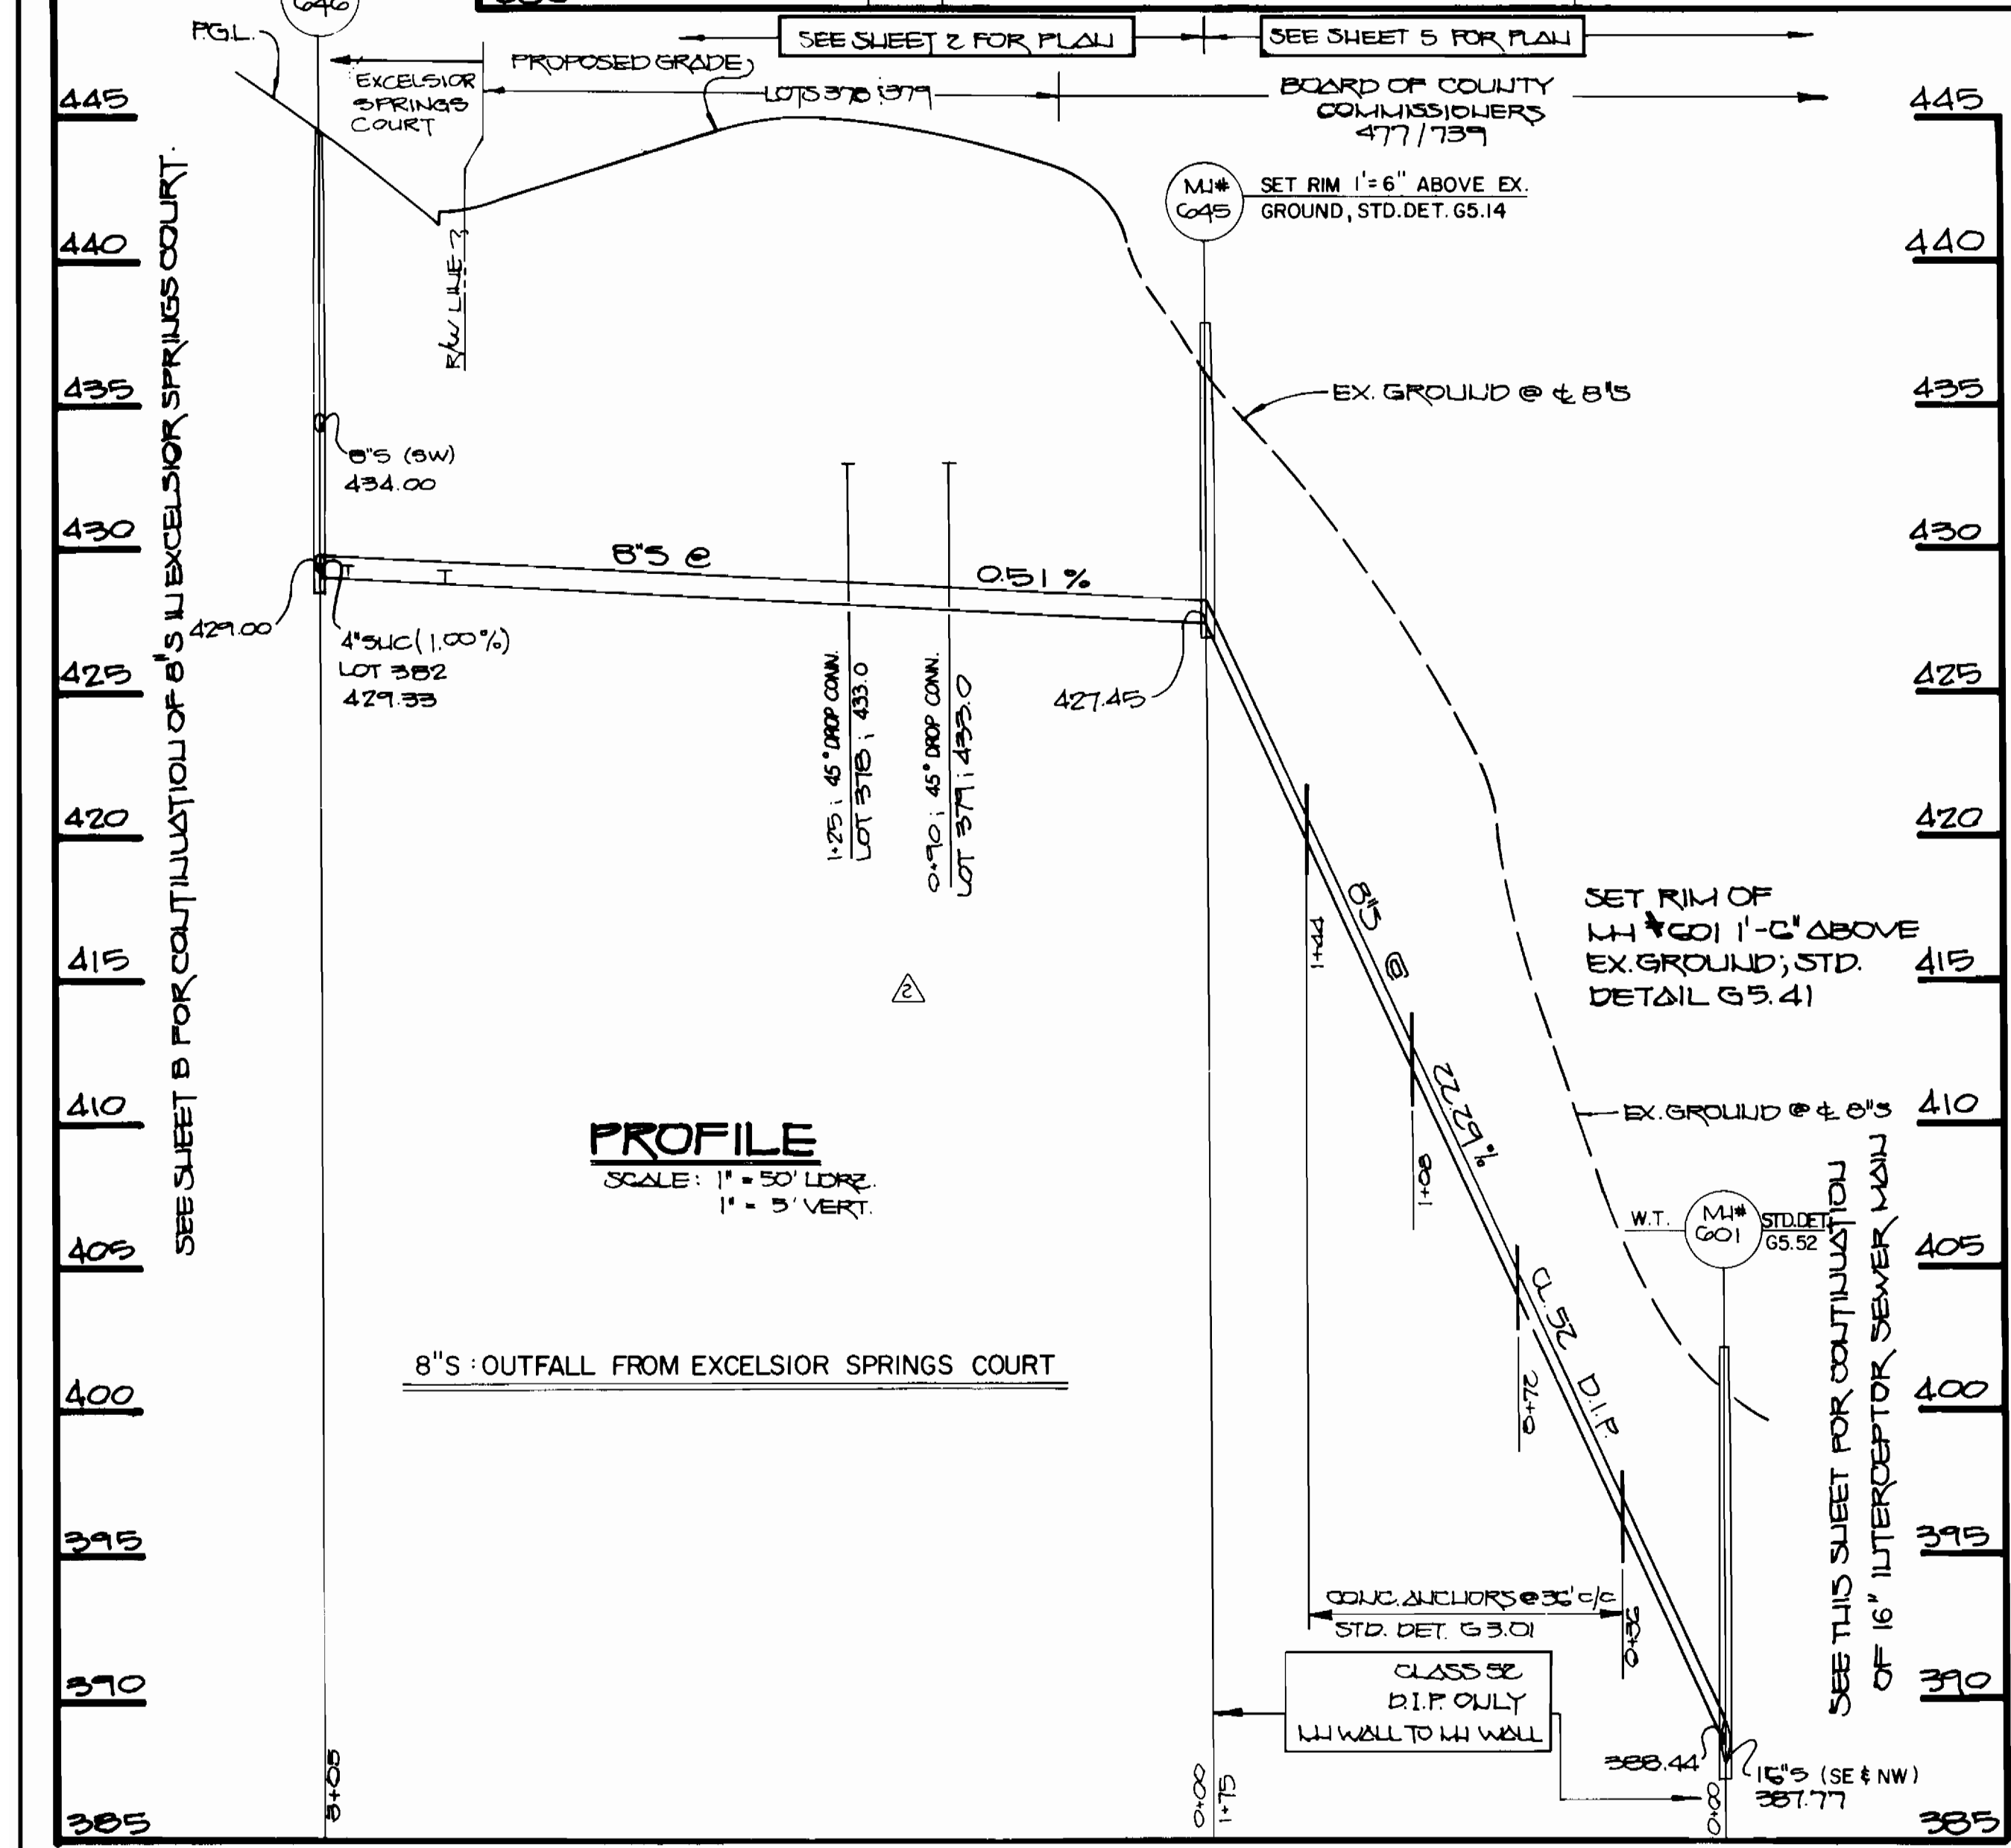 646
P.G.L.
EXCELSIOR
SPRINGS
COURT
PROPOSED GRADE
SEE SHEET 2 FOR PLAN
SEE SHEET 5 FOR PLAN
LOTS 378 ; 379
BOARD OF COUNTY
COMMISSIONERS
477/739
445
445
MH#
645
SET RIM 1'=6" ABOVE EX.
GROUND, STD.DET. G5.14
440
440
R/W LINE
435
435
EX. GROUND @ ℄ 8"S
8"S (SW)
434.00
430
430
8"S @
0.51 %
429.00
4"SHC (1.00%)
LOT 382
429.33
425
425
427.45
1+25 ; 45° DROP CONN.
LOT 378 ; 433.0
0+90 ; 45° DROP CONN.
LOT 379 ; 433.0
420
420
SEE SHEET 8 FOR CONTINUATION OF 8"S IN EXCELSIOR SPRINGS COURT.
8"S @ 22.29% CL. 52 D.I.P.
1+44
SET RIM OF
MH #601 1'-6" ABOVE
EX. GROUND; STD.
DETAIL G5.41
415
415
2
410
410
EX. GROUND @ ℄ 8"S
1+08
PROFILE
SCALE: 1" = 50' HORZ.
1" = 5' VERT.
W.T.
MH#
601
STD.DET.
G5.52
405
405
SEE THIS SHEET FOR CONTINUATION
OF 16" INTERCEPTOR SEWER MAIN
8"S : OUTFALL FROM EXCELSIOR SPRINGS COURT
0+72
400
400
395
395
CONC. ANCHORS @ 36' C/C
STD. DET. G3.01
0+36
390
390
CLASS 52
D.I.P. ONLY
MH WALL TO MH WALL
388.44
16"S (SE & NW)
387.77
3+05
0+00
1+75
0+00
385
385